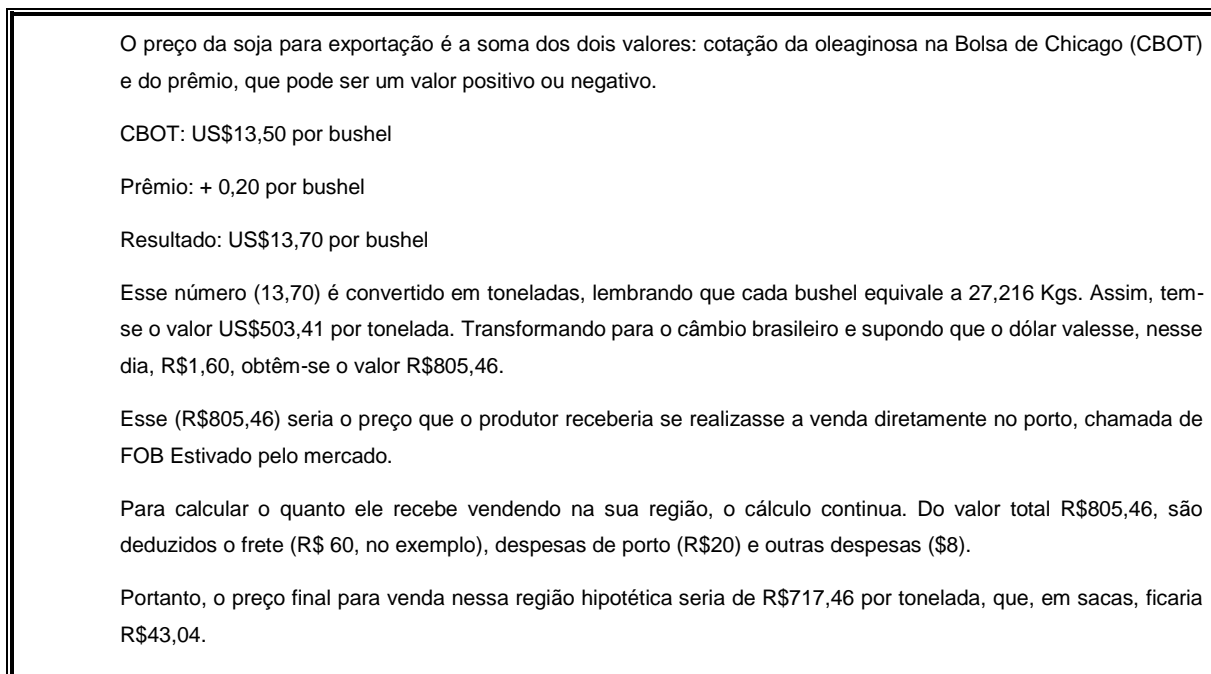 O preço da soja para exportação é a soma dos dois valores: cotação da oleaginosa na Bolsa de Chicago (CBOT)
e do prêmio, que pode ser um valor positivo ou negativo.
CBOT: US$13,50 por bushel
Prêmio: + 0,20 por bushel
Resultado: US$13,70 por bushel
Esse número (13,70) é convertido em toneladas, lembrando que cada bushel equivale a 27,216 Kgs. Assim, tem-
se o valor US$503,41 por tonelada. Transformando para o câmbio brasileiro e supondo que o dólar valesse, nesse
dia, R$1,60, obtêm-se o valor R$805,46.
Esse (R$805,46) seria o preço que o produtor receberia se realizasse a venda diretamente no porto, chamada de
FOB Estivado pelo mercado.
Para calcular o quanto ele recebe vendendo na sua região, o cálculo continua. Do valor total R$805,46, são
deduzidos o frete (R$ 60, no exemplo), despesas de porto (R$20) e outras despesas ($8).
Portanto, o preço final para venda nessa região hipotética seria de R$717,46 por tonelada, que, em sacas, ficaria
R$43,04.